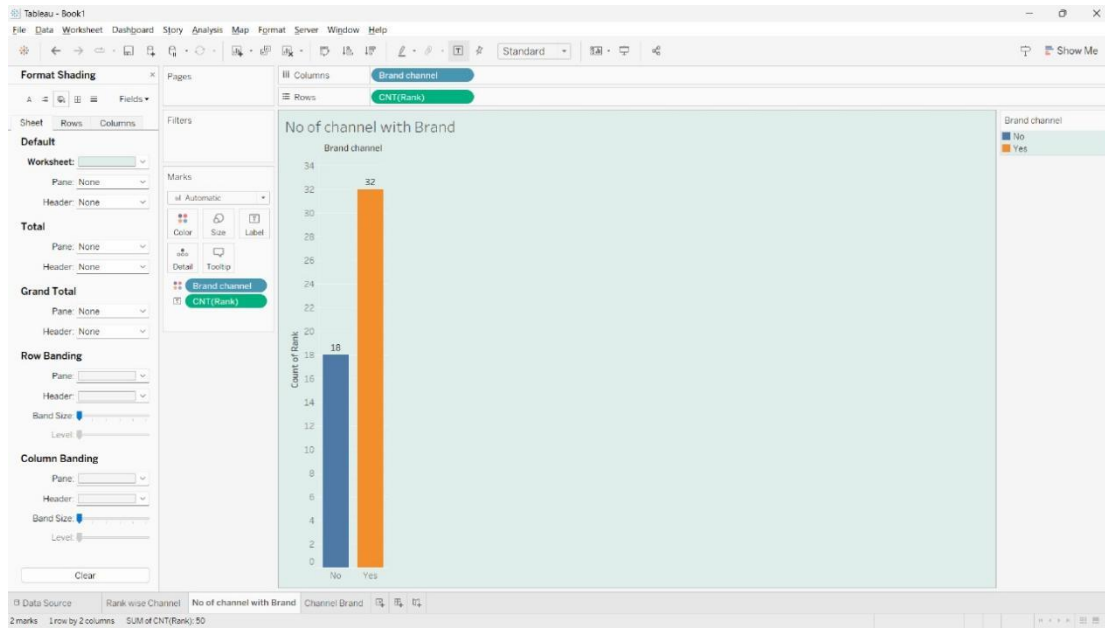 Tableau - Book1
File Data Worksheet Dashboard Story Analysis Map Format Server Window Help
Standard
Show Me
Format Shading
Fields
Sheet Rows Columns
Default
Worksheet:
Pane: None
Header: None
Total
Pane: None
Header: None
Grand Total
Pane: None
Header: None
Row Banding
Pane:
Header:
Band Size:
Level:
Column Banding
Pane:
Header:
Band Size:
Level:
Clear
Pages
Filters
Marks
Automatic
Color Size Label
Detail Tooltip
Brand channel
CNT(Rank)
Columns Brand channel
Rows CNT(Rank)
No of channel with Brand
Brand channel
Count of Rank
34
32
30
28
26
24
22
20
18
16
14
12
10
8
6
4
2
0
18
32
No Yes
Brand channel
No
Yes
Data Source Rank wise Channel No of channel with Brand Channel Brand
2 marks 1 row by 2 columns SUM of CNT(Rank): 50